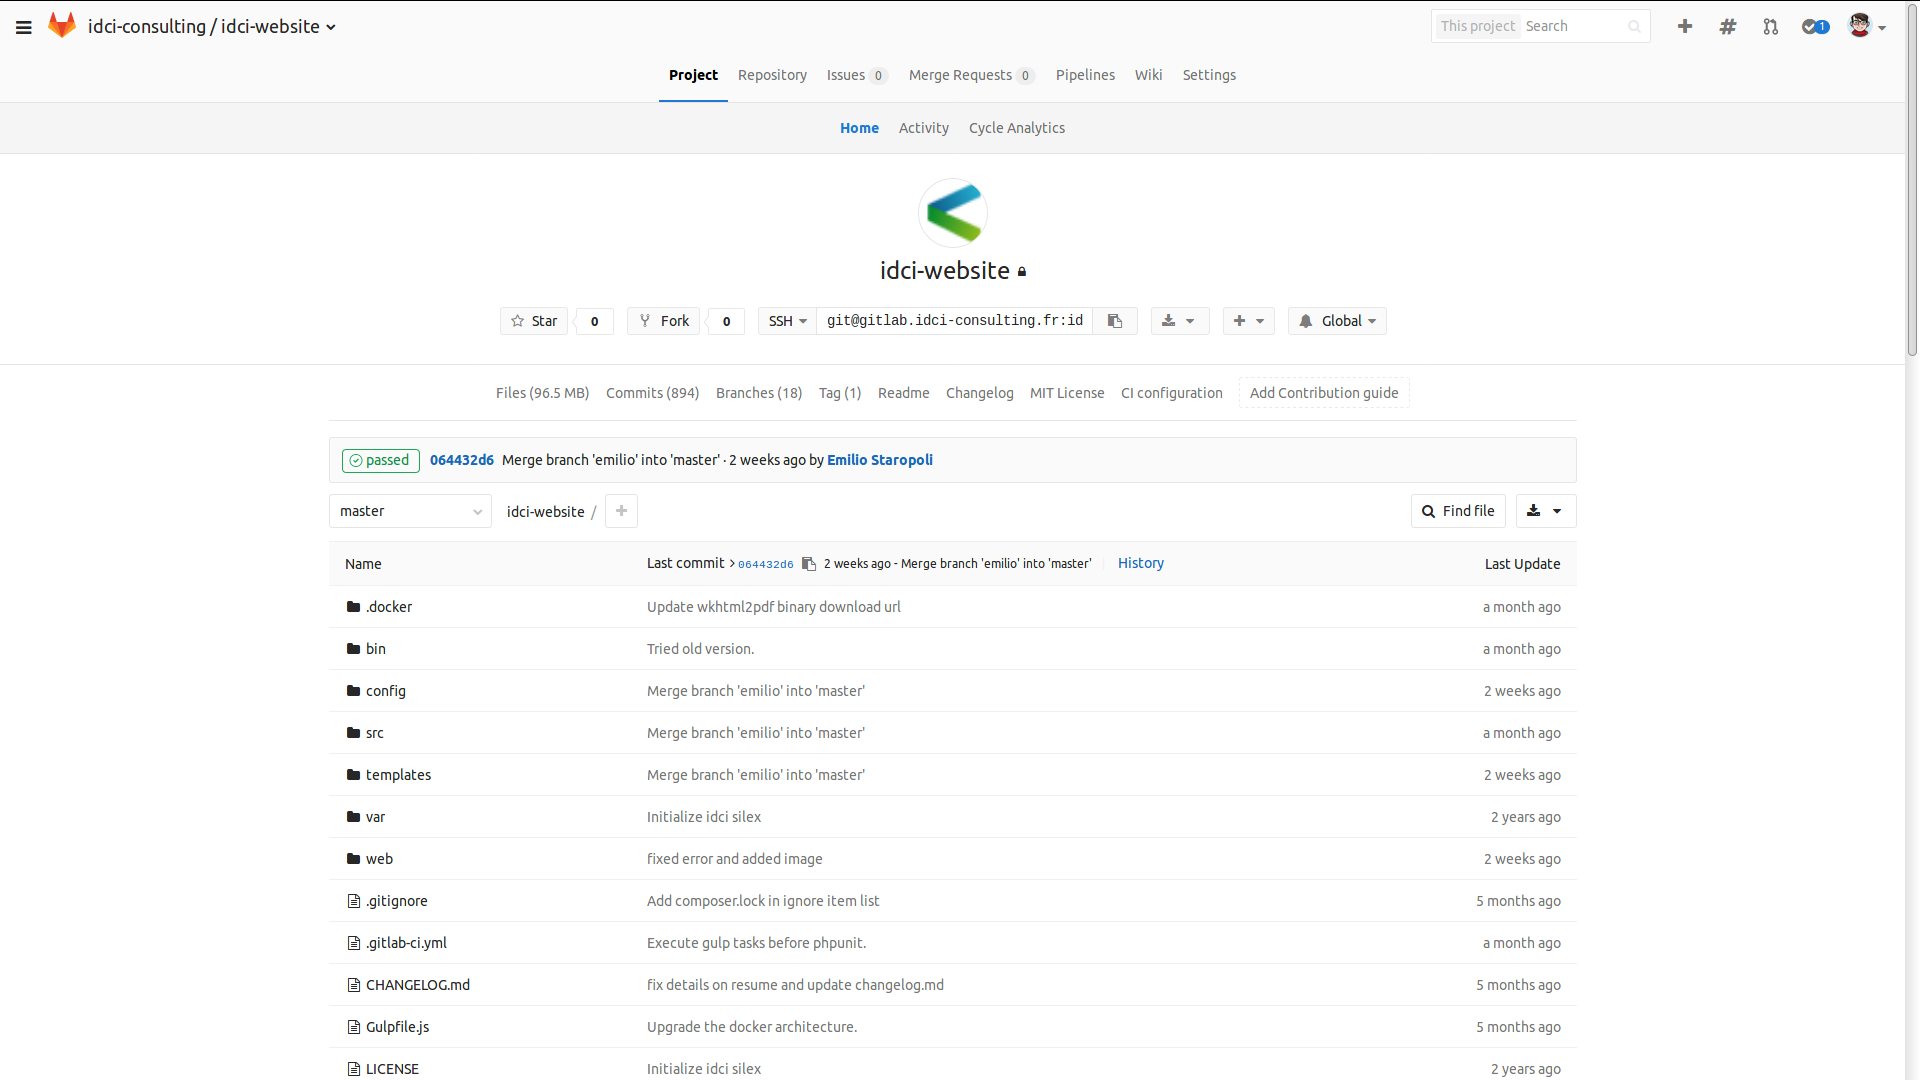 idci-consulting / idci-website
This project Search
1
Project Repository Issues 0 Merge Requests 0 Pipelines Wiki Settings
Home Activity Cycle Analytics
idci-website
Star 0 Fork 0 SSH git@gitlab.idci-consulting.fr:id Global
Files (96.5 MB) Commits (894) Branches (18) Tag (1) Readme Changelog MIT License CI configuration Add Contribution guide
passed 064432d6 Merge branch 'emilio' into 'master' · 2 weeks ago by Emilio Staropoli
master idci-website / Find file
Name Last commit > 064432d6 2 weeks ago - Merge branch 'emilio' into 'master' History Last Update
.docker Update wkhtml2pdf binary download url a month ago
bin Tried old version. a month ago
config Merge branch 'emilio' into 'master' 2 weeks ago
src Merge branch 'emilio' into 'master' a month ago
templates Merge branch 'emilio' into 'master' 2 weeks ago
var Initialize idci silex 2 years ago
web fixed error and added image 2 weeks ago
.gitignore Add composer.lock in ignore item list 5 months ago
.gitlab-ci.yml Execute gulp tasks before phpunit. a month ago
CHANGELOG.md fix details on resume and update changelog.md 5 months ago
Gulpfile.js Upgrade the docker architecture. 5 months ago
LICENSE Initialize idci silex 2 years ago